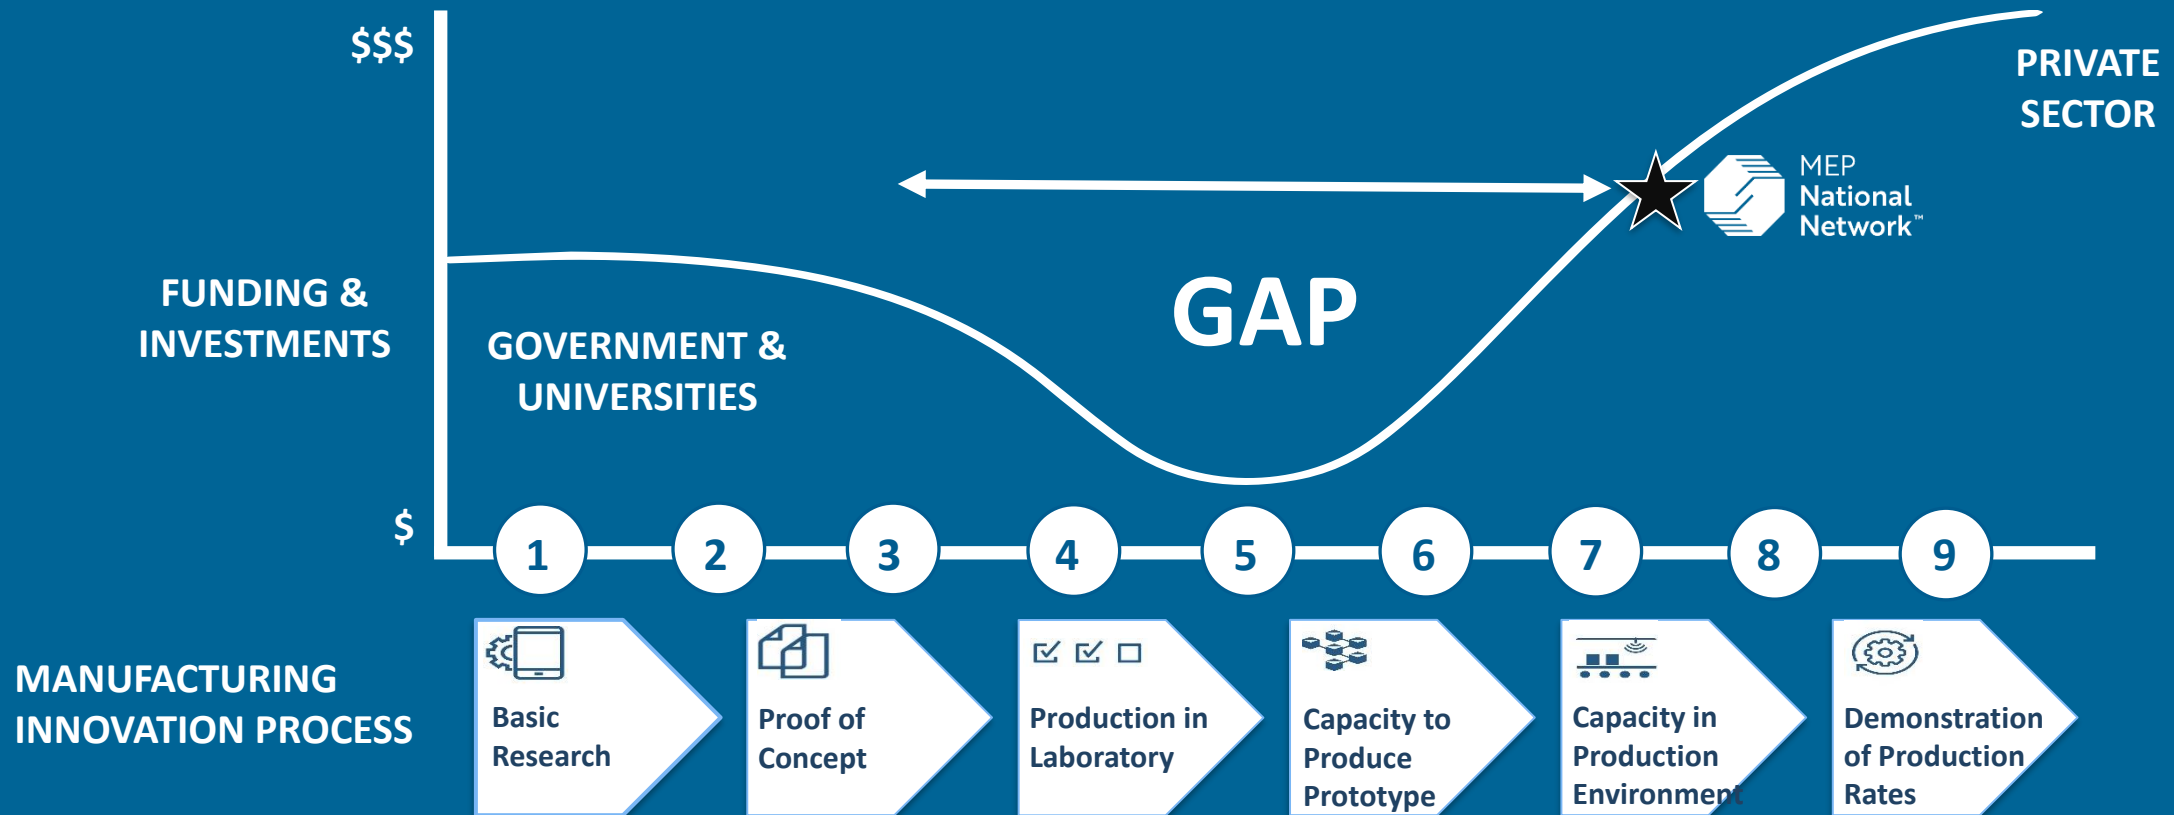 $$$
PRIVATE
SECTOR
MEP
National
Network™
FUNDING &
INVESTMENTS
GOVERNMENT &
UNIVERSITIES
GAP
$
1 2 3 4 5 6 7 8 9
MANUFACTURING
INNOVATION PROCESS
Basic
Research
Proof of
Concept
Production in
Laboratory
Capacity to
Produce
Prototype
Capacity in
Production
Environment
Demonstration
of Production
Rates